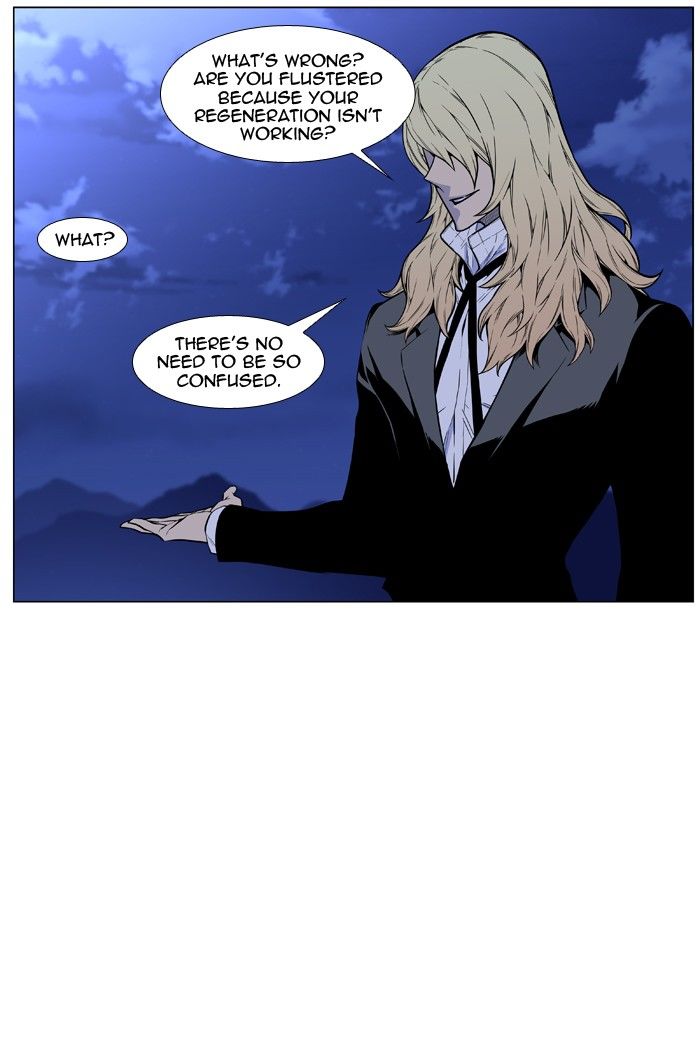 WHAT'S WRONG?
ARE YOU FLUSTERED
BECAUSE YOUR
REGENERATION ISN'T
WORKING?
WHAT?
THERE'S NO
NEED TO BE SO
CONFUSED.